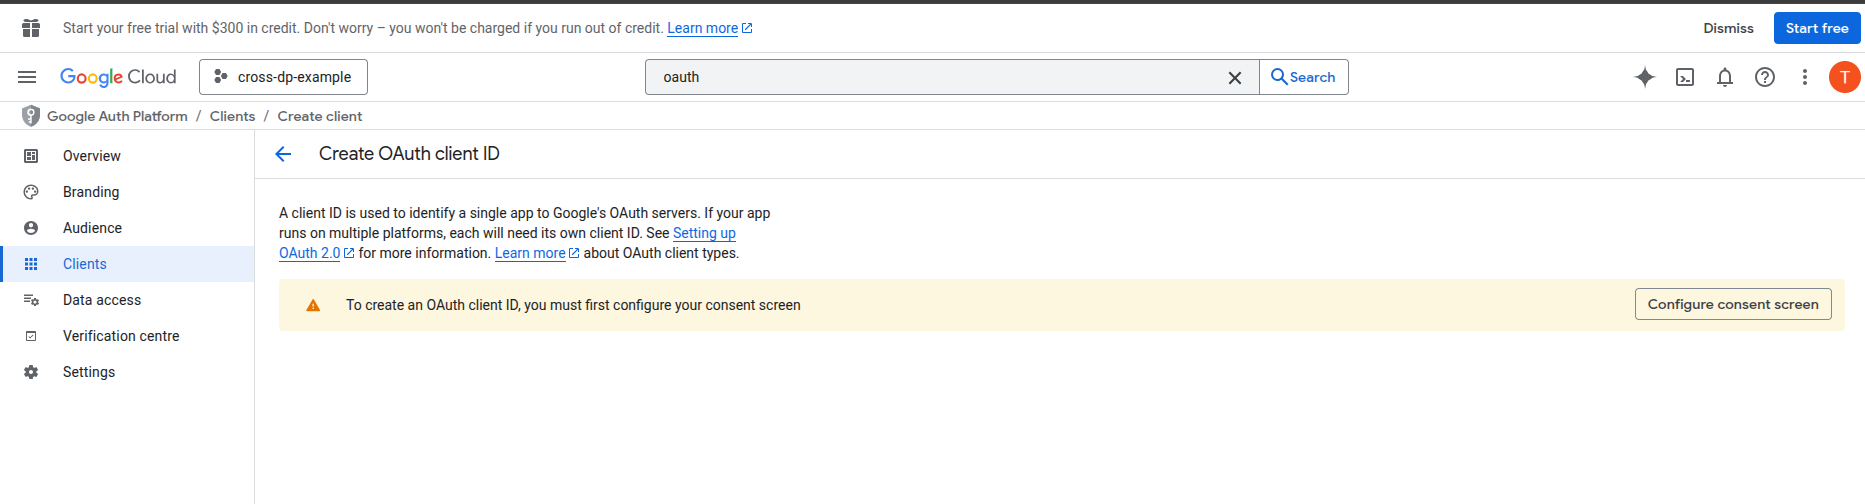 Start your free trial with $300 in credit. Don't worry – you won't be charged if you run out of credit. Learn more
Dismiss
Start free
Google Cloud
cross-dp-example
oauth
Search
T
Google Auth Platform / Clients / Create client
Overview
Branding
Audience
Clients
Data access
Verification centre
Settings
Create OAuth client ID
A client ID is used to identify a single app to Google's OAuth servers. If your app
runs on multiple platforms, each will need its own client ID. See Setting up
OAuth 2.0 for more information. Learn more about OAuth client types.
To create an OAuth client ID, you must first configure your consent screen
Configure consent screen